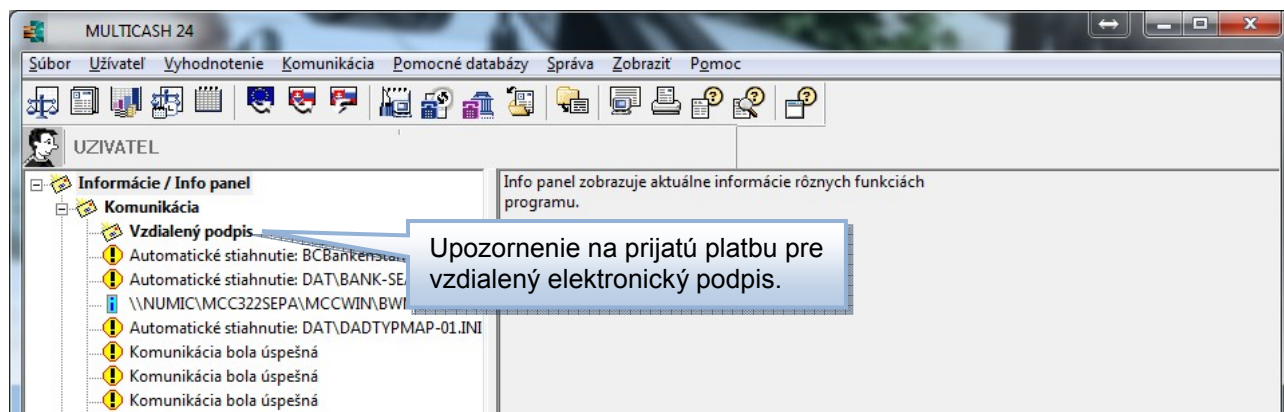 MULTICASH 24
Súbor Užívateľ Vyhodnotenie Komunikácia Pomocné databázy Správa Zobraziť Pomoc
UZIVATEL
Informácie / Info panel
Komunikácia
Vzdialený podpis
Automatické stiahnutie: BCBankenSta
Automatické stiahnutie: DAT\BANK-SE
\\NUMIC\MCC322SEPA\MCCWIN\BW
Automatické stiahnutie: DAT\DADTYPMAP-01.INI
Komunikácia bola úspešná
Komunikácia bola úspešná
Komunikácia bola úspešná
Info panel zobrazuje aktuálne informácie rôznych funkciách
programu.
Upozornenie na prijatú platbu pre
vzdialený elektronický podpis.